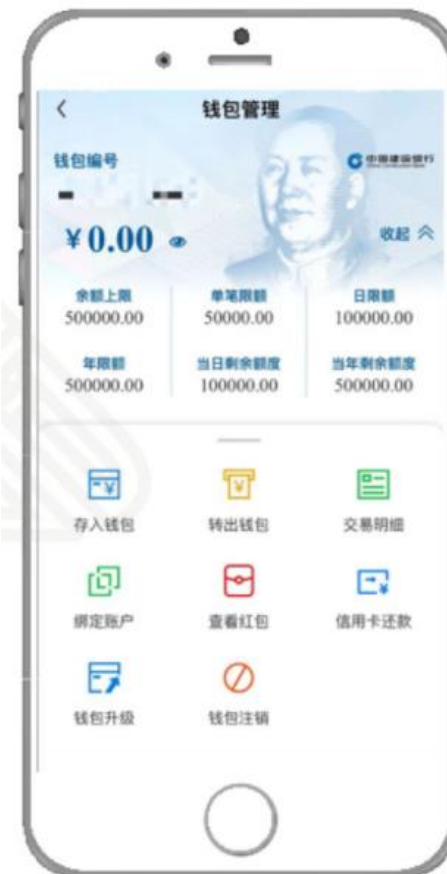 钱包管理
钱包编号
中国建设银行
¥0.00
收起
余额上限 单笔限额 日限额
500000.00 50000.00 100000.00
年限额 当日剩余额度 当年剩余额度
500000.00 100000.00 500000.00
存入钱包 转出钱包 交易明细
绑定账户 查看红包 信用卡还款
钱包升级 钱包注销